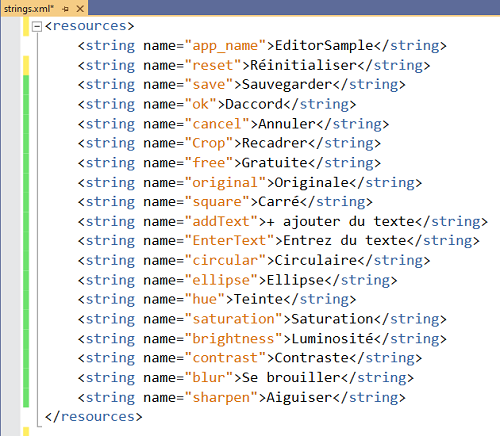 strings.xml*
<resources>
<string name="app_name">EditorSample</string>
<string name="reset">Réinitialiser</string>
<string name="save">Sauvegarder</string>
<string name="ok">Daccord</string>
<string name="cancel">Annuler</string>
<string name="Crop">Recadrer</string>
<string name="free">Gratuite</string>
<string name="original">Originale</string>
<string name="square">Carré</string>
<string name="addText">+ ajouter du texte</string>
<string name="EnterText">Entrez du texte</string>
<string name="circular">Circulaire</string>
<string name="ellipse">Ellipse</string>
<string name="hue">Teinte</string>
<string name="saturation">Saturation</string>
<string name="brightness">Luminosité</string>
<string name="contrast">Contraste</string>
<string name="blur">Se brouiller</string>
<string name="sharpen">Aiguiser</string>
</resources>